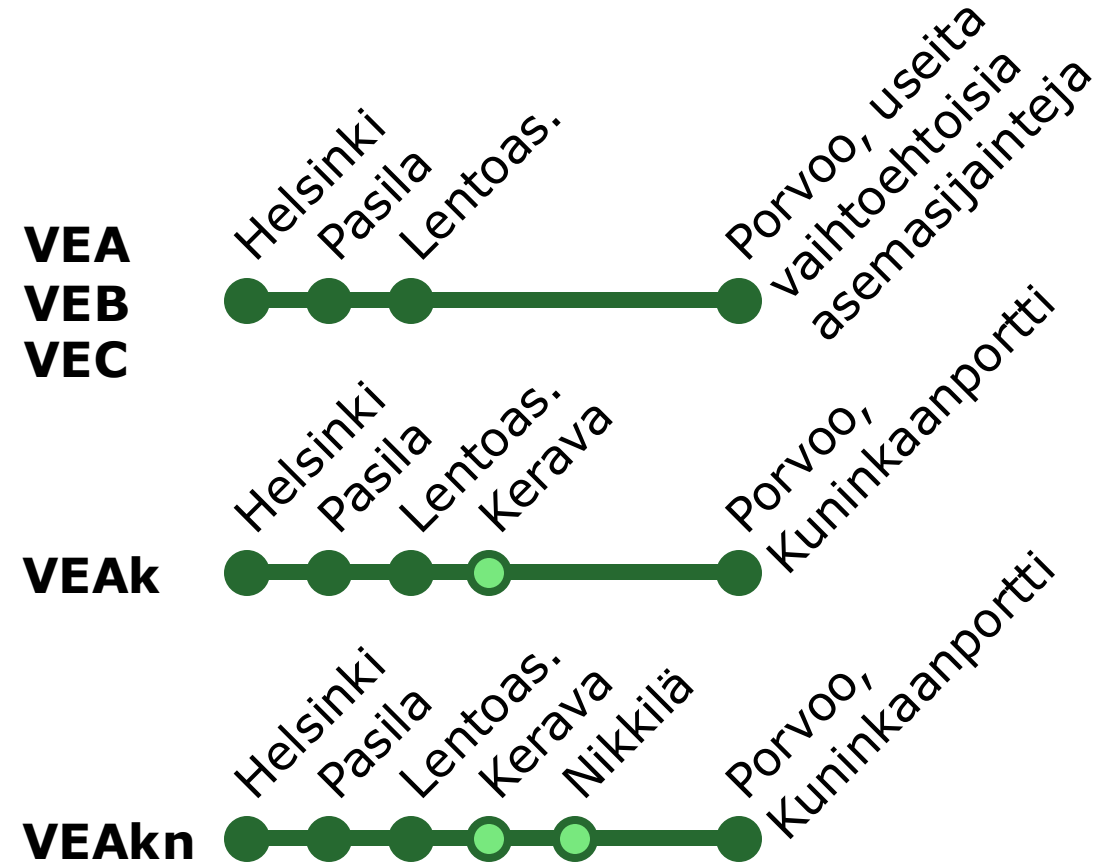 VEA
VEB
VEC
Helsinki
Pasila
Lentoas.
Porvoo, useita
vaihtoehtoisia
asemasijainteja
VEAk
Helsinki
Pasila
Lentoas.
Kerava
Porvoo,
Kuninkaanportti
VEAkn
Helsinki
Pasila
Lentoas.
Kerava
Nikkilä
Porvoo,
Kuninkaanportti